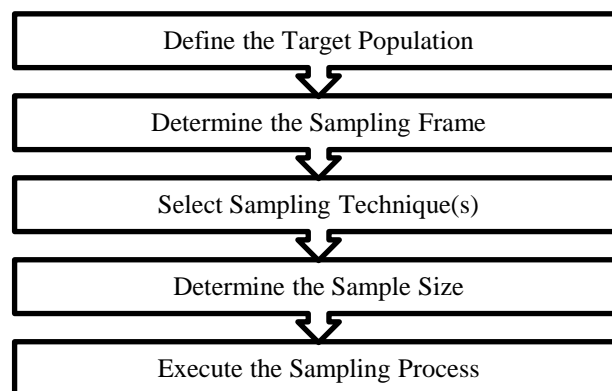 Define the Target Population
Determine the Sampling Frame
Select Sampling Technique(s)
Determine the Sample Size
Execute the Sampling Process